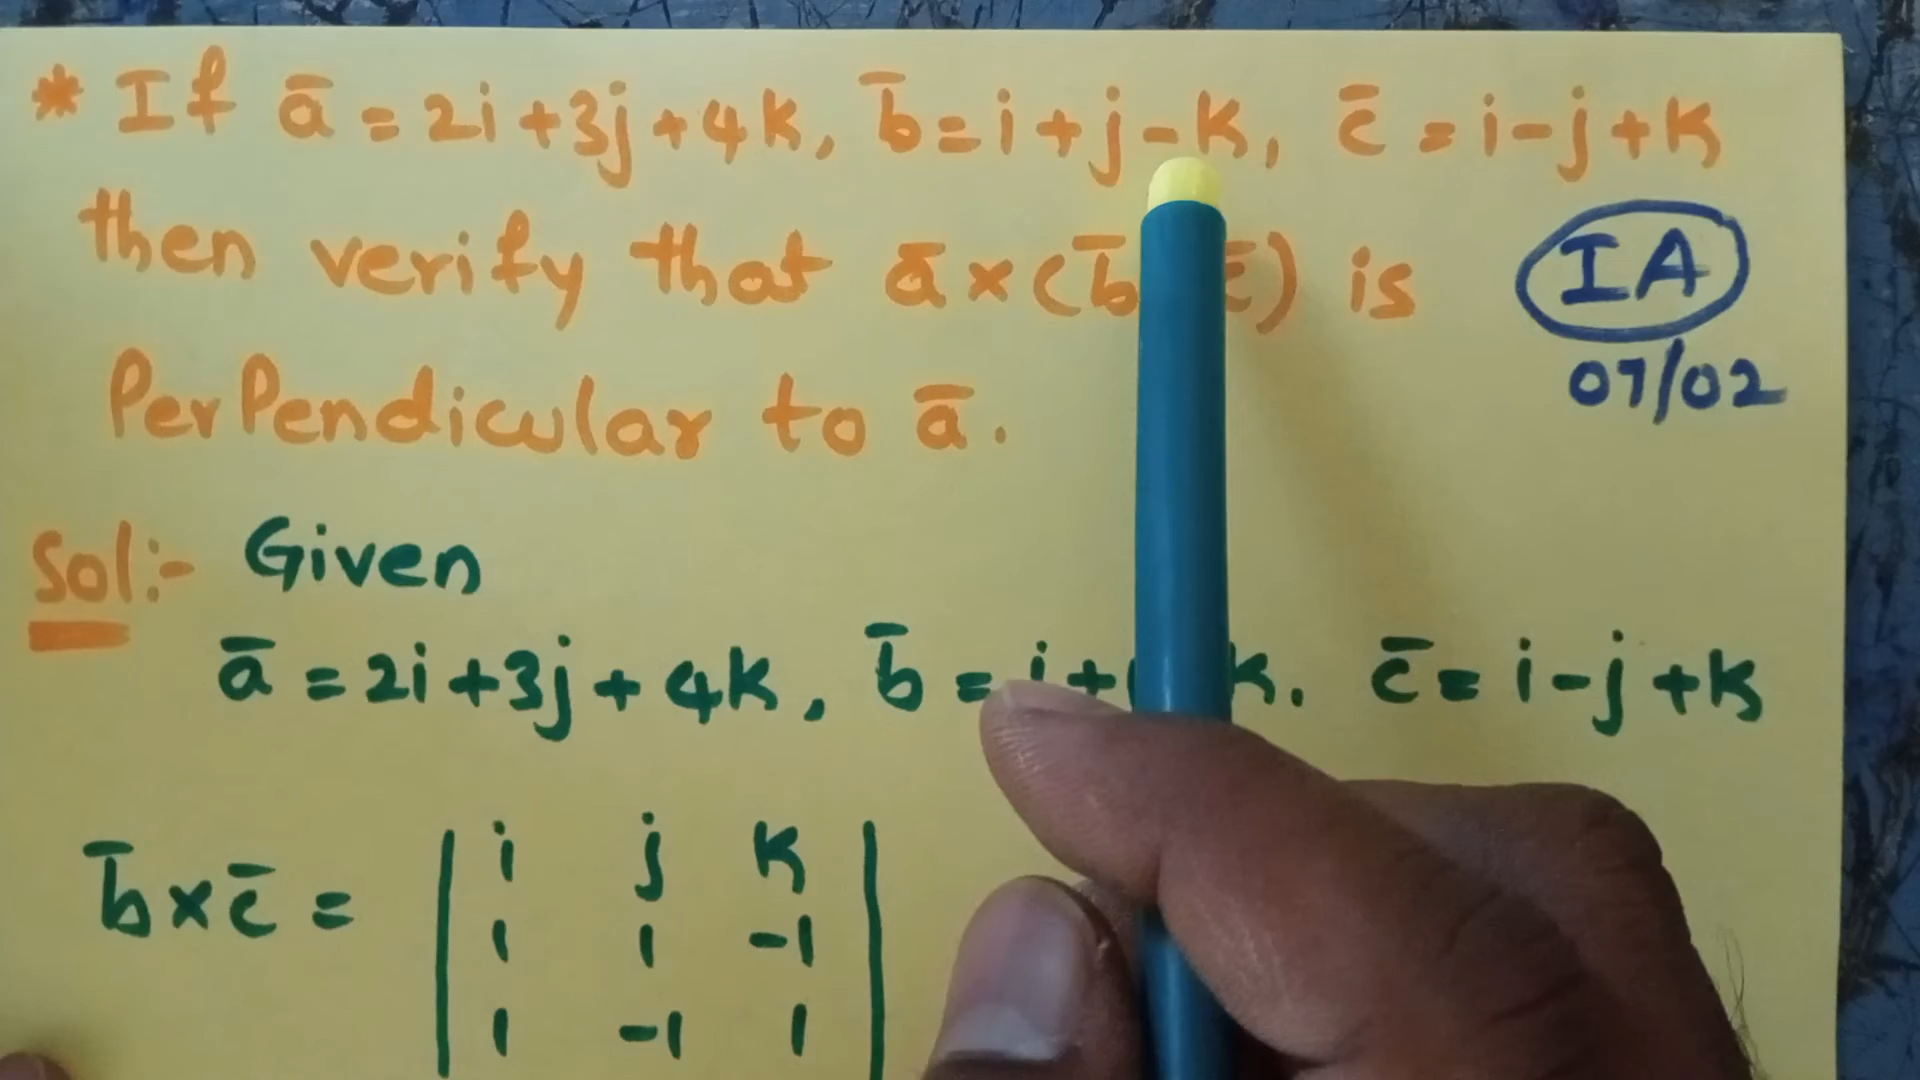 * If ā = 2i + 3j + 4k, b̄ = i + j - k, c̄ = i - j + k
then verify that ā × (b̄ c̄) is
Perpendicular to ā.
IA
07/02
Sol:- Given
ā = 2i + 3j + 4k, b̄ = i + k. c̄ = i - j + k
b̄ × c̄ = | i j k |
| 1 1 -1 |
| 1 -1 1 |